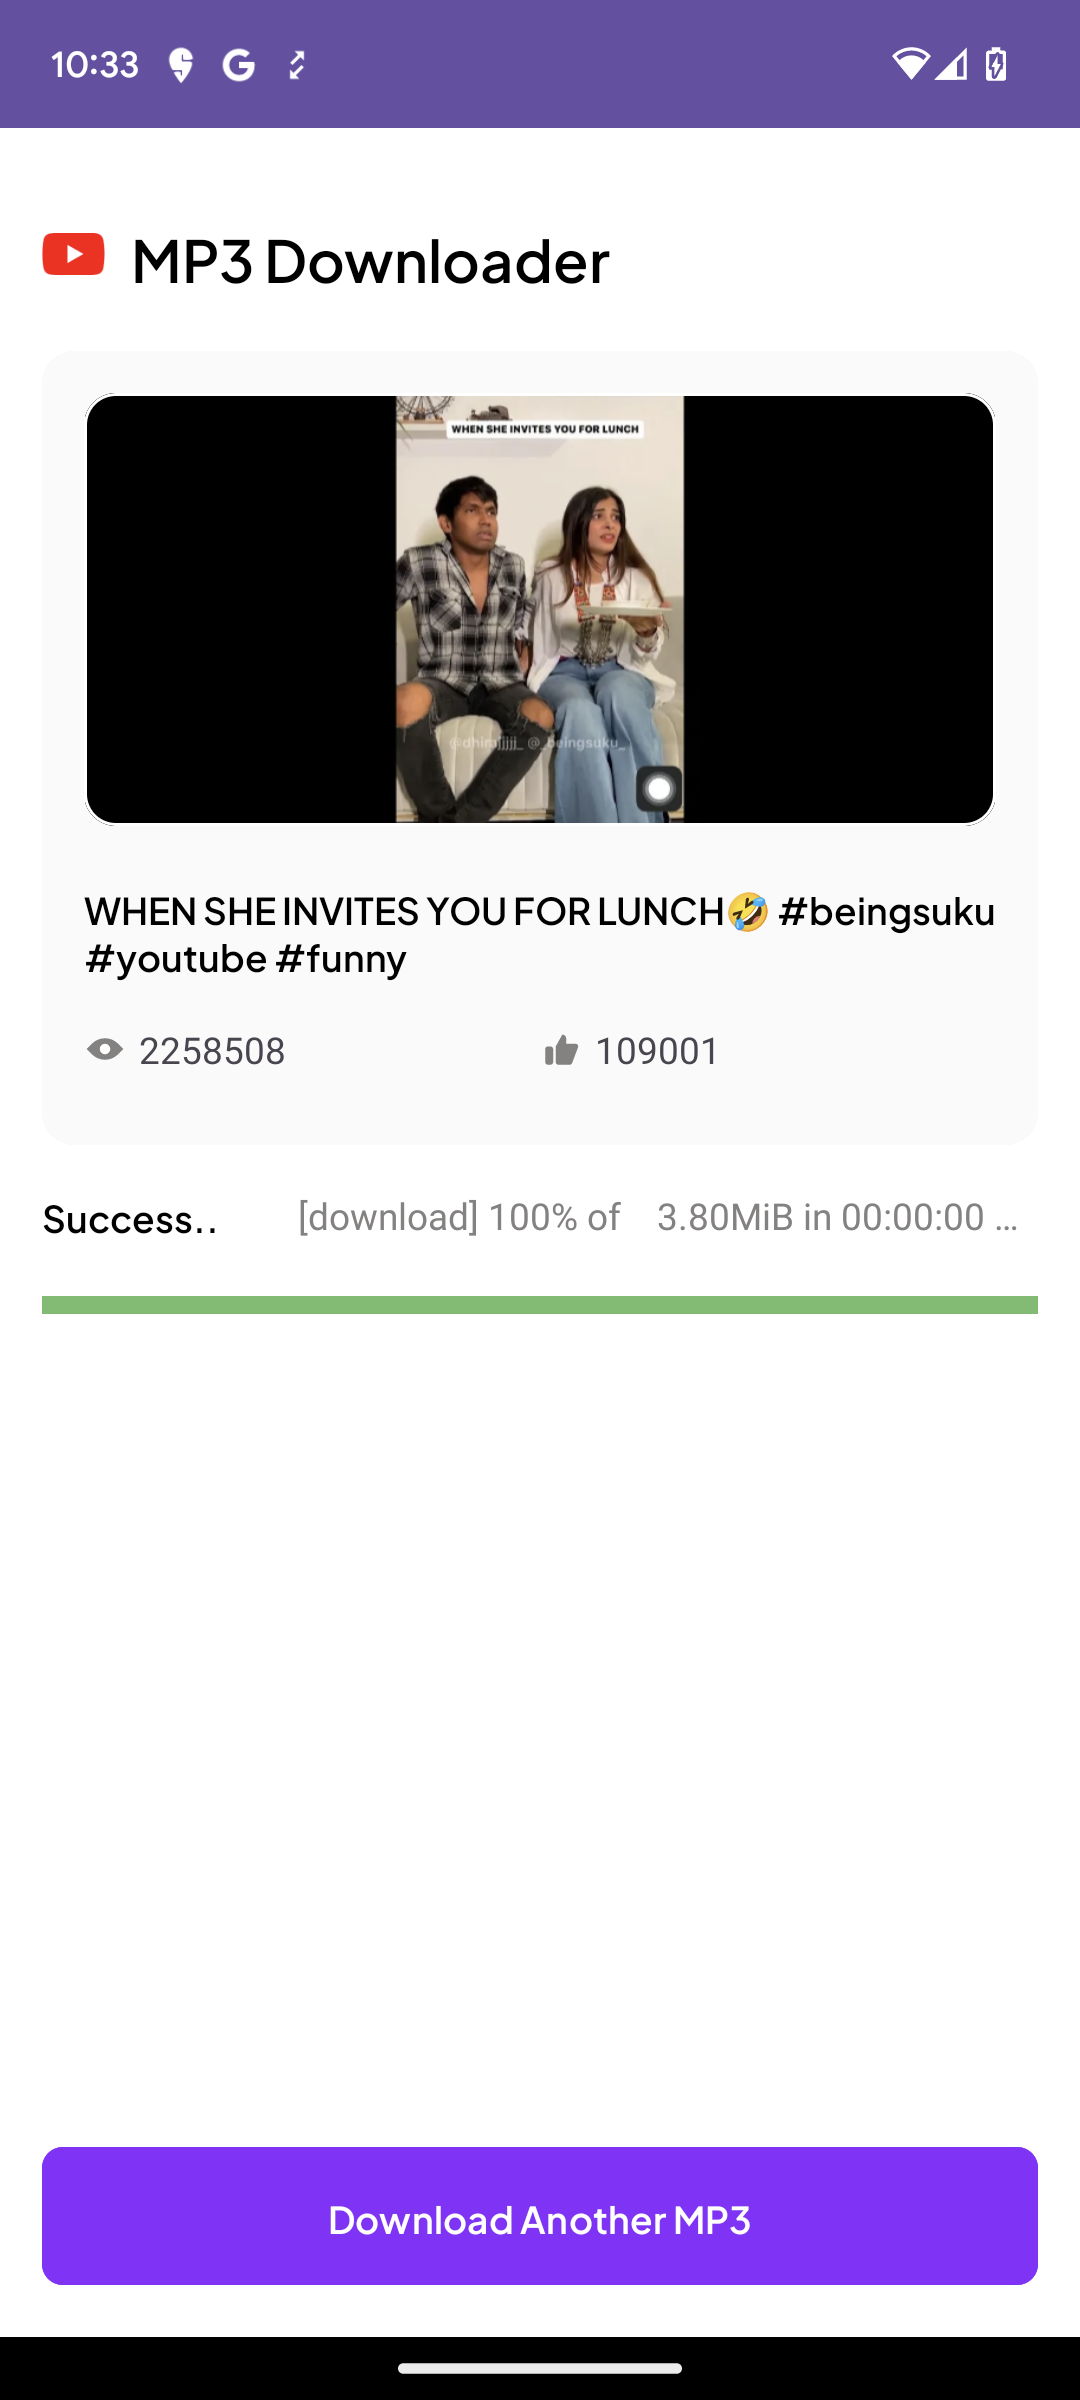 10:33
MP3 Downloader
WHEN SHE INVITES YOU FOR LUNCH
@_beingsuku_
WHEN SHE INVITES YOU FOR LUNCH🤣 #beingsuku
#youtube #funny
2258508
109001
Success..
[download] 100% of 3.80MiB in 00:00:00 ...
Download Another MP3